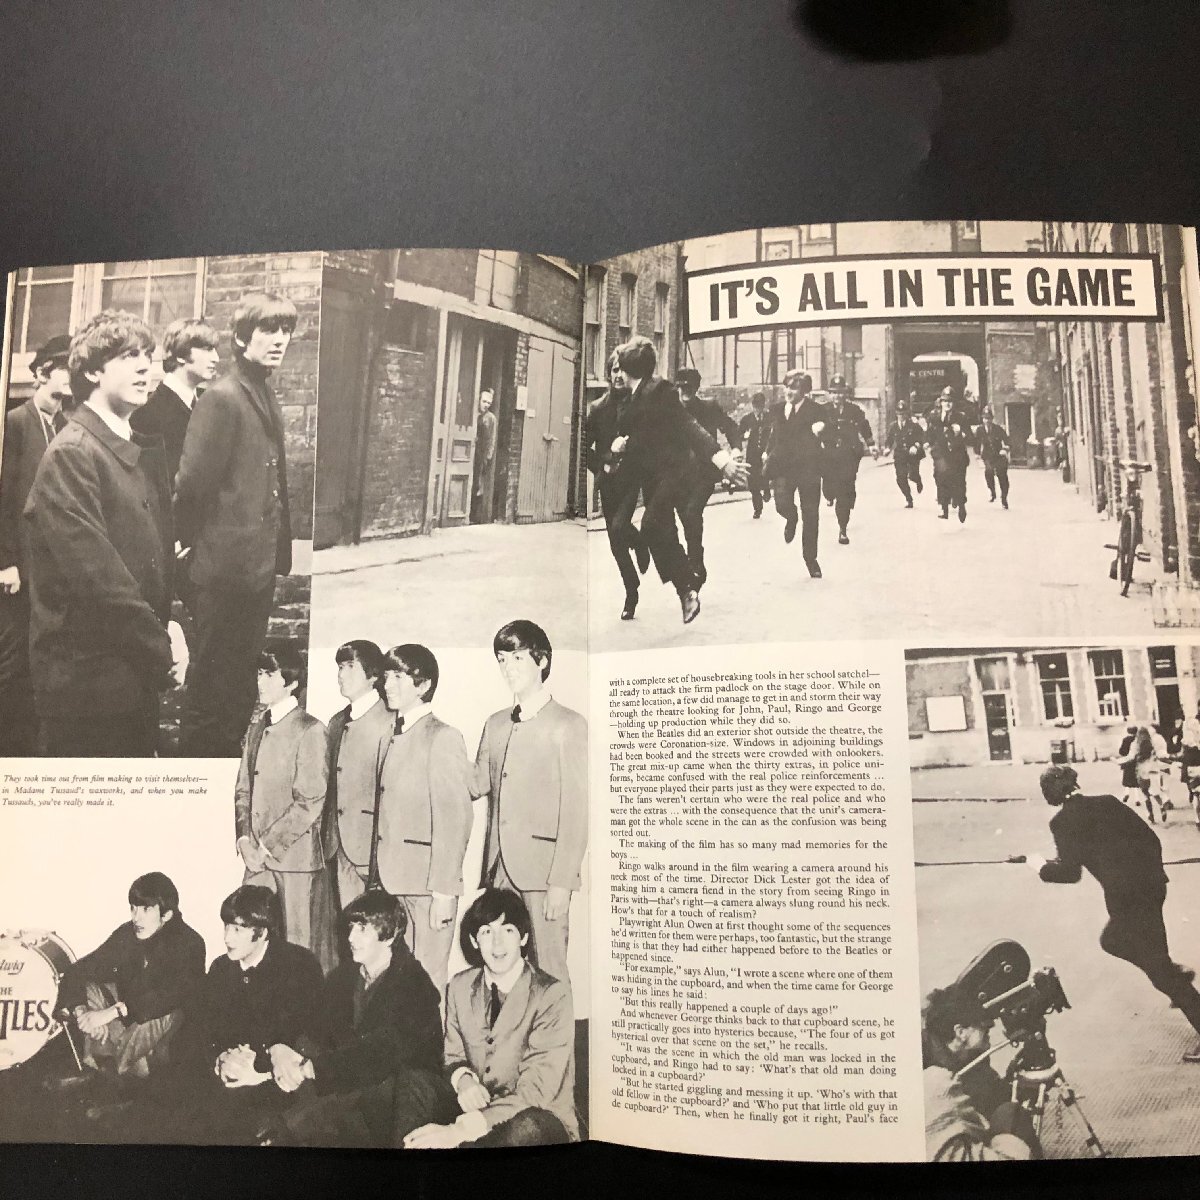 IT'S ALL IN THE GAME
K CENTRE
They took time out from film making to visit themselves—
in Madame Tussaud's waxworks, and when you make
Tussauds, you've really made it.
dwig
THE
TLES
with a complete set of housebreaking tools in her school satchel—
all ready to attack the firm padlock on the stage door. While on
the same location, a few did manage to get in and storm their way
through the theatre looking for John, Paul, Ringo and George
—holding up production while they did so.
When the Beatles did an exterior shot outside the theatre, the
crowds were Coronation-size. Windows in adjoining buildings
had been booked and the streets were crowded with onlookers.
The great mix-up came when the thirty extras, in police uni-
forms, became confused with the real police reinforcements ...
but everyone played their parts just as they were expected to do.
The fans weren't certain who were the real police and who
were the extras ... with the consequence that the unit's camera-
man got the whole scene in the can as the confusion was being
sorted out.
The making of the film has so many mad memories for the
boys ...
Ringo walks around in the film wearing a camera around his
neck most of the time. Director Dick Lester got the idea of
making him a camera fiend in the story from seeing Ringo in
Paris with—that's right—a camera always slung round his neck.
How's that for a touch of realism?
Playwright Alun Owen at first thought some of the sequences
he'd written for them were perhaps, too fantastic, but the strange
thing is that they had either happened before to the Beatles or
happened since.
"For example," says Alun, "I wrote a scene where one of them
was hiding in the cupboard, and when the time came for George
to say his lines he said:
"But this really happened a couple of days ago!"
And whenever George thinks back to that cupboard scene, he
still practically goes into hysterics because, "The four of us got
hysterical over that scene on the set," he recalls.
"It was the scene in which the old man was locked in the
cupboard, and Ringo had to say: 'What's that old man doing
locked in a cupboard?'
"But he started giggling and messing it up. 'Who's with that
old fellow in the cupboard?' and 'Who put that little old guy in
de cupboard?' Then, when he finally got it right, Paul's face